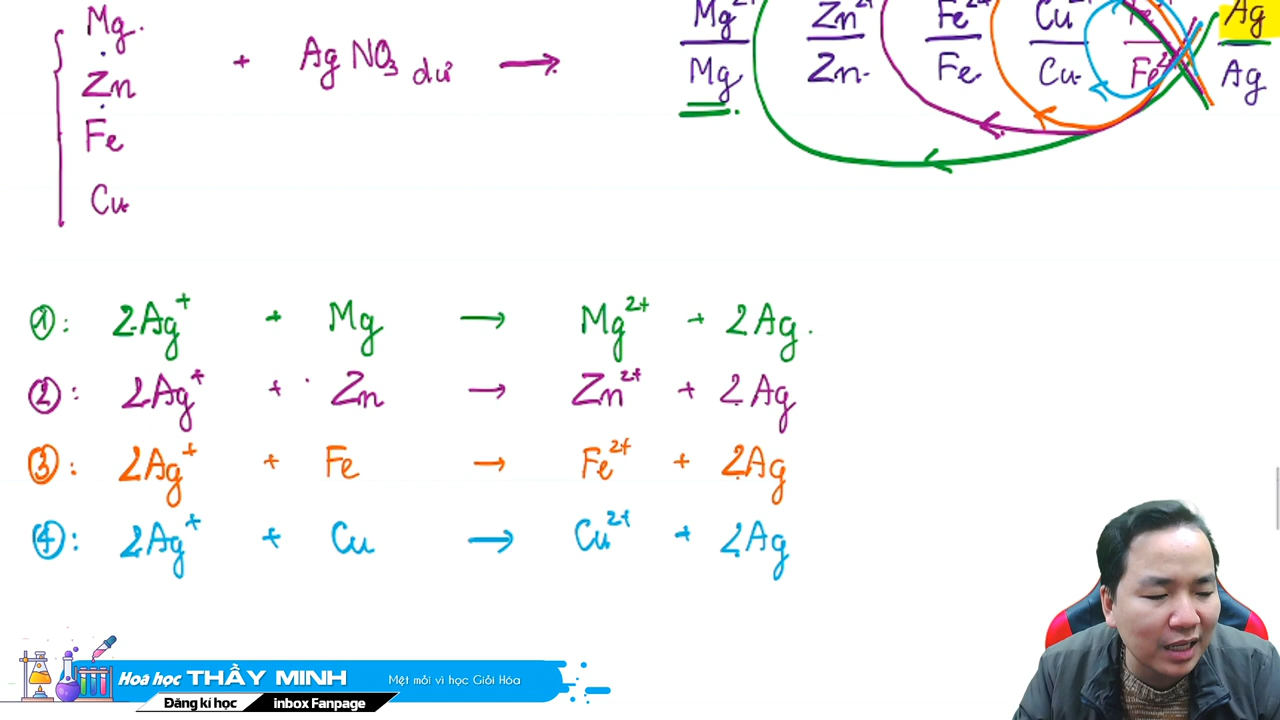 Mg.
Zn
Fe
Cu
+ AgNO3 dư →
Mg2+ Zn2+ Fe2+ Cu2+ Fe3+ Ag+
Mg Zn Fe Cu Fe2+ Ag
①: 2Ag+ + Mg → Mg2+ + 2Ag.
②: 2Ag+ + Zn → Zn2+ + 2Ag
③: 2Ag+ + Fe → Fe2+ + 2Ag
④: 2Ag+ + Cu → Cu2+ + 2Ag
Hoá học THẦY MINH
Mệt mỏi vì học Giỏi Hóa
Đăng kí học inbox Fanpage